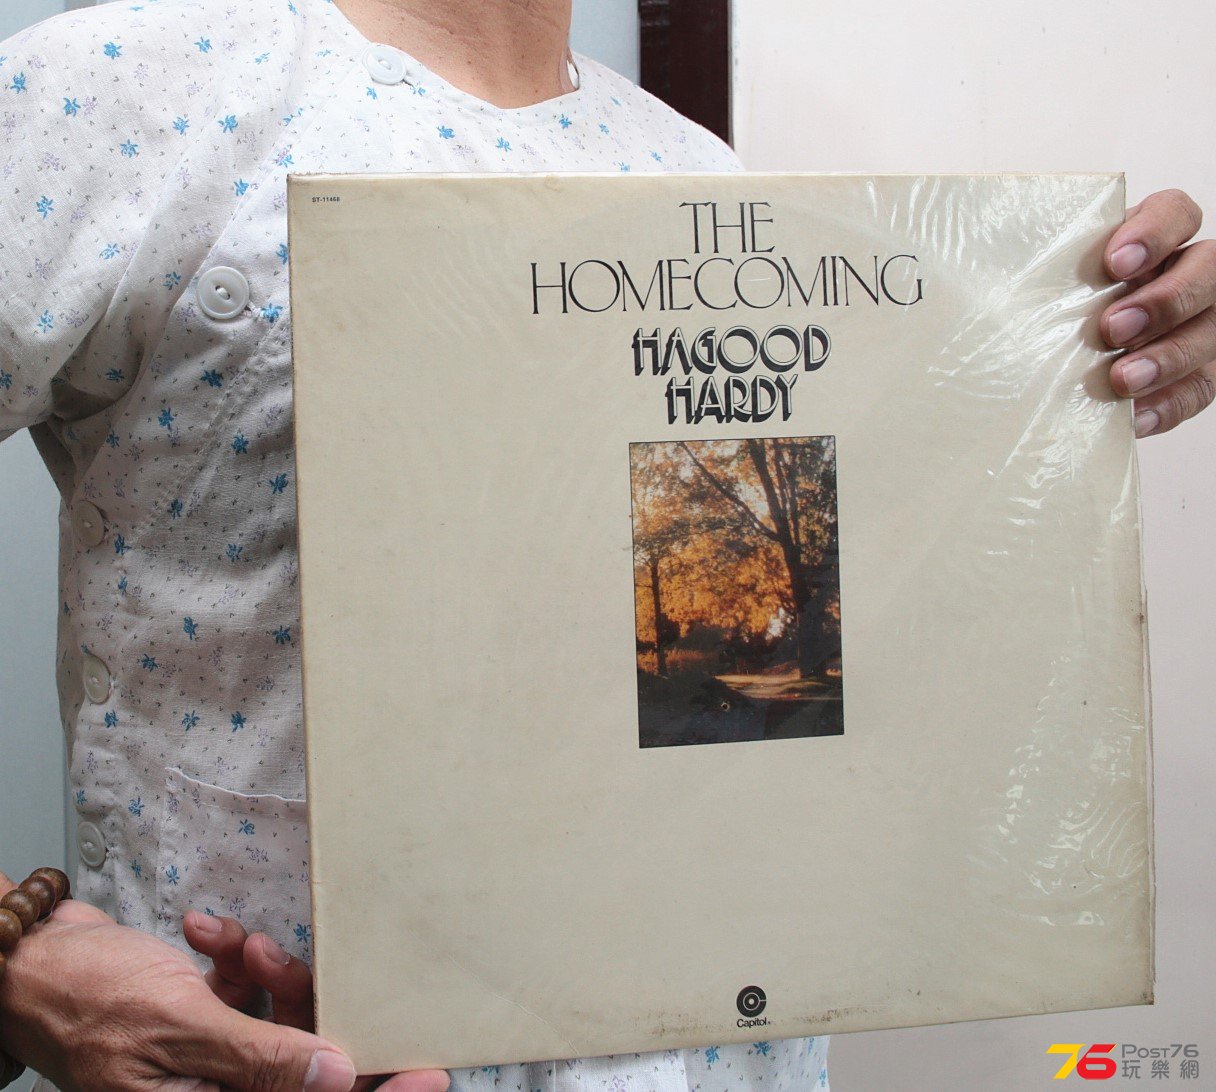 ST-11468
THE
HOMECOMING
HAGOOD
HARDY
Capitol
76 POST76
玩樂網